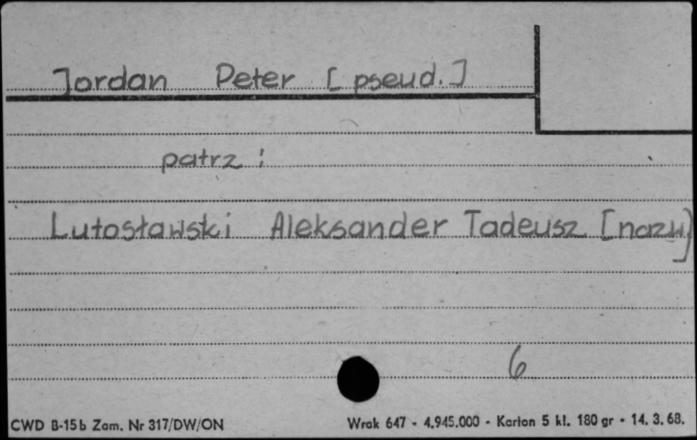 Jordan Peter [pseud.]
patrz:
Lutosławski Aleksander Tadeusz [nazw]
6
CWD B-15b Zam. Nr 317/DW/ON Wrak 647 - 4.945.000 - Karton 5 kl. 180 gr - 14. 3. 68.